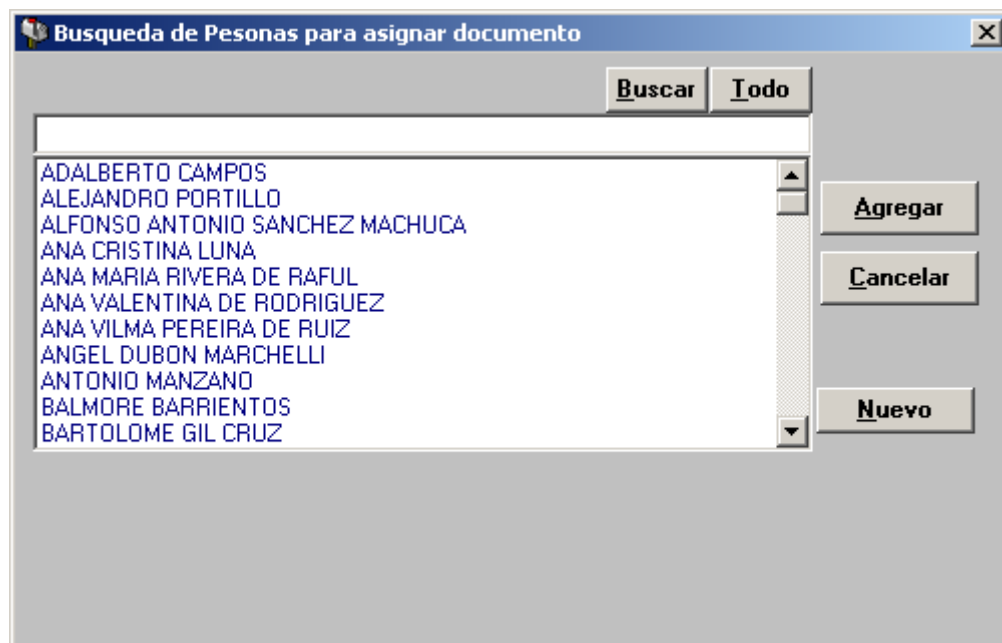 Busqueda de Pesonas para asignar documento
Buscar Todo
ADALBERTO CAMPOS
ALEJANDRO PORTILLO
ALFONSO ANTONIO SANCHEZ MACHUCA
ANA CRISTINA LUNA
ANA MARIA RIVERA DE RAFUL
ANA VALENTINA DE RODRIGUEZ
ANA VILMA PEREIRA DE RUIZ
ANGEL DUBON MARCHELLI
ANTONIO MANZANO
BALMORE BARRIENTOS
BARTOLOME GIL CRUZ
Agregar
Cancelar
Nuevo